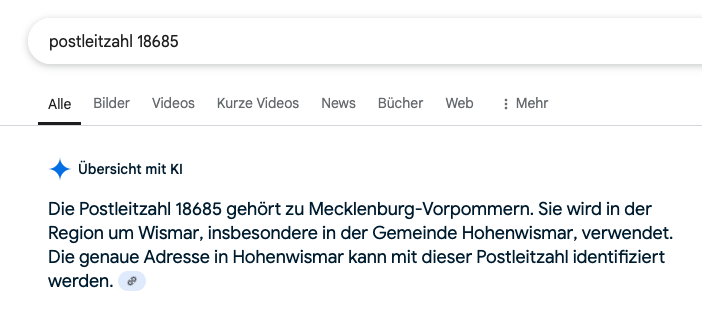 postleitzahl 18685
Alle Bilder Videos Kurze Videos News Bücher Web Mehr
Übersicht mit KI
Die Postleitzahl 18685 gehört zu Mecklenburg-Vorpommern. Sie wird in der
Region um Wismar, insbesondere in der Gemeinde Hohenwismar, verwendet.
Die genaue Adresse in Hohenwismar kann mit dieser Postleitzahl identifiziert
werden.